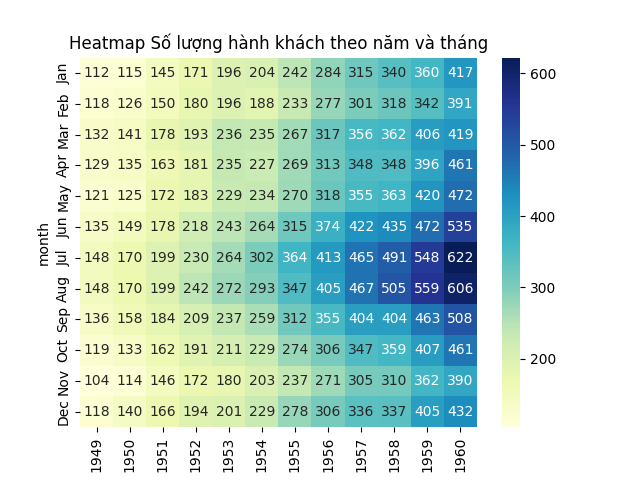 Heatmap Số lượng hành khách theo năm và tháng
month
Jan 112 115 145 171 196 204 242 284 315 340 360 417
Feb 118 126 150 180 196 188 233 277 301 318 342 391
Mar 132 141 178 193 236 235 267 317 356 362 406 419
Apr 129 135 163 181 235 227 269 313 348 348 396 461
May 121 125 172 183 229 234 270 318 355 363 420 472
Jun 135 149 178 218 243 264 315 374 422 435 472 535
Jul 148 170 199 230 264 302 364 413 465 491 548 622
Aug 148 170 199 242 272 293 347 405 467 505 559 606
Sep 136 158 184 209 237 259 312 355 404 404 463 508
Oct 119 133 162 191 211 229 274 306 347 359 407 461
Nov 104 114 146 172 180 203 237 271 305 310 362 390
Dec 118 140 166 194 201 229 278 306 336 337 405 432
1949 1950 1951 1952 1953 1954 1955 1956 1957 1958 1959 1960
600
500
400
300
200